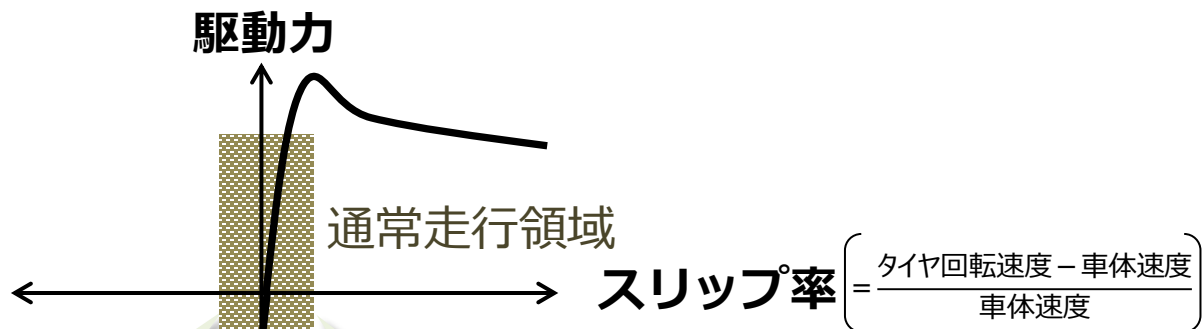 駆動力
通常走行領域
スリップ率
= タイヤ回転速度 – 車体速度
車体速度